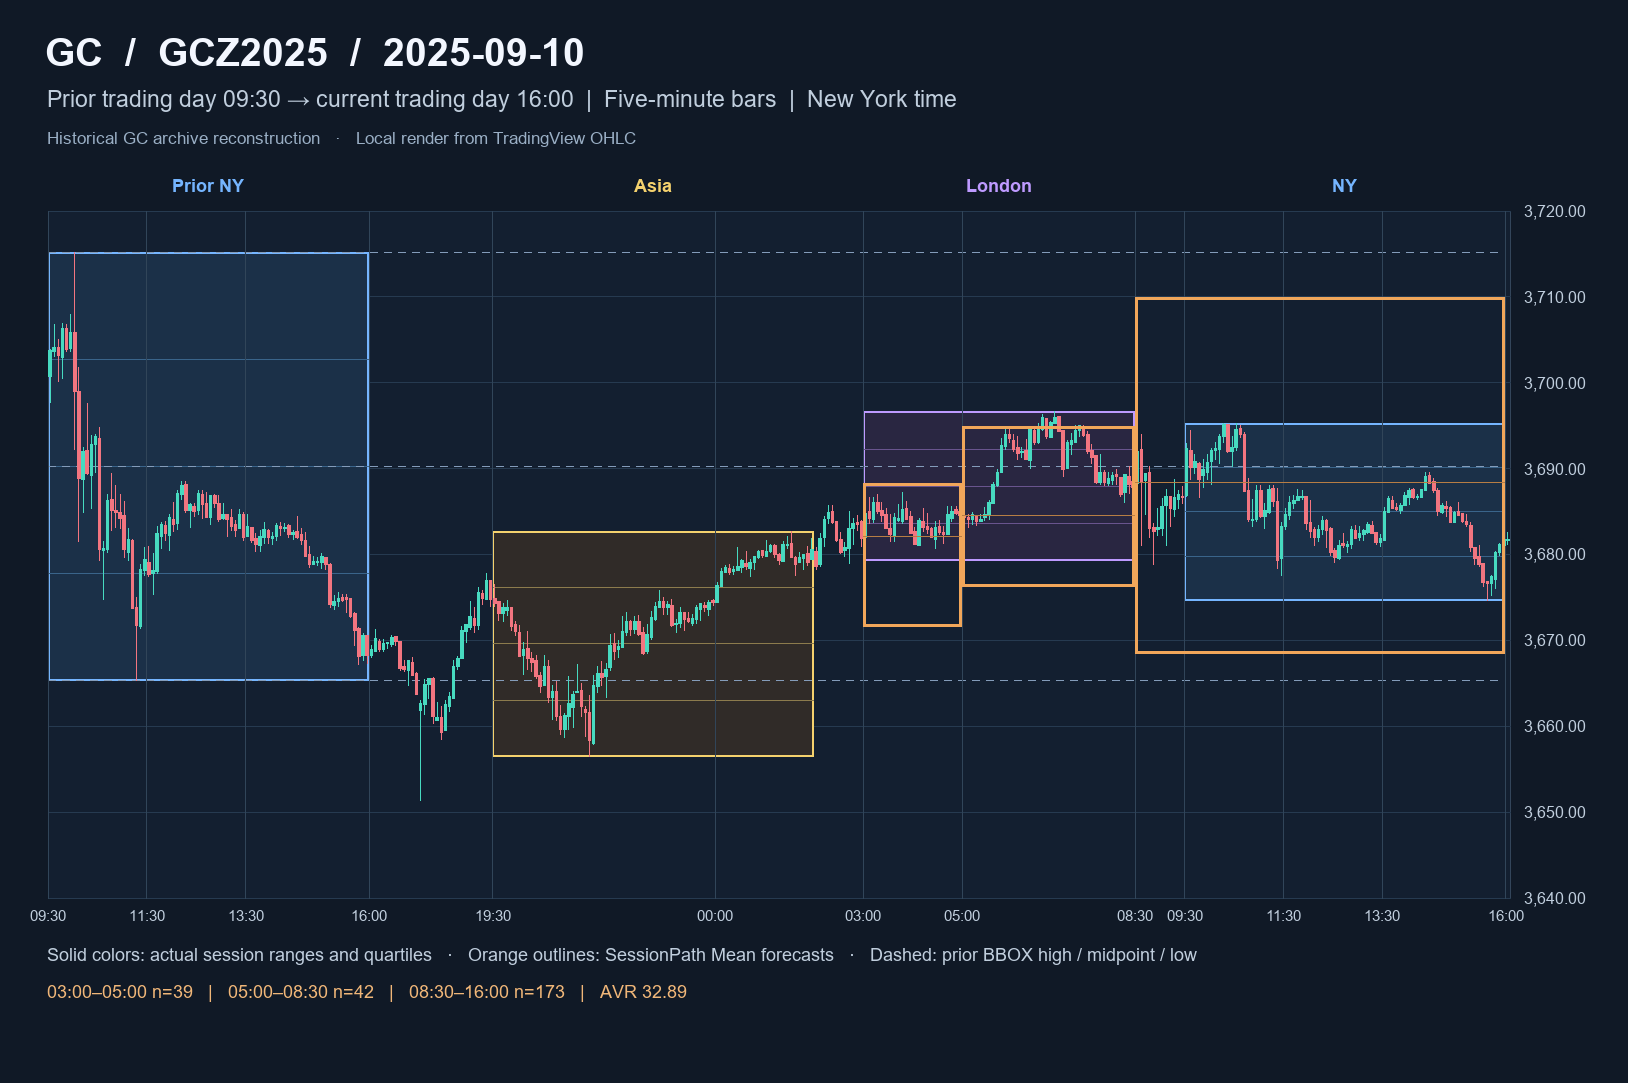 GC / GCZ2025 / 2025-09-10
Prior trading day 09:30 → current trading day 16:00 | Five-minute bars | New York time
Historical GC archive reconstruction · Local render from TradingView OHLC
Prior NY Asia London NY
3,720.00
3,710.00
3,700.00
3,690.00
3,680.00
3,670.00
3,660.00
3,650.00
3,640.00
09:30 11:30 13:30 16:00 19:30 00:00 03:00 05:00 08:30 09:30 11:30 13:30 16:00
Solid colors: actual session ranges and quartiles · Orange outlines: SessionPath Mean forecasts · Dashed: prior BBOX high / midpoint / low
03:00–05:00 n=39 | 05:00–08:30 n=42 | 08:30–16:00 n=173 | AVR 32.89